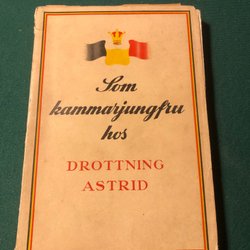 Som
kammarjungfru
hos
DROTTNING
ASTRID